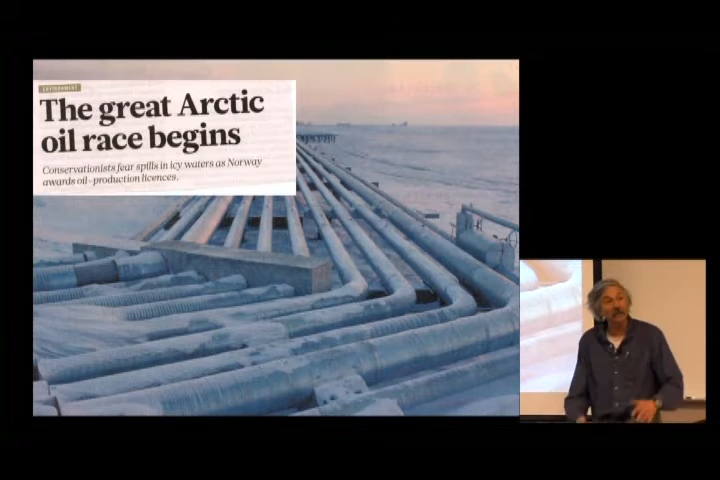 ENVIRONMENT
The great Arctic
oil race begins
Conservationists fear spills in icy waters as Norway
awards oil-production licences.